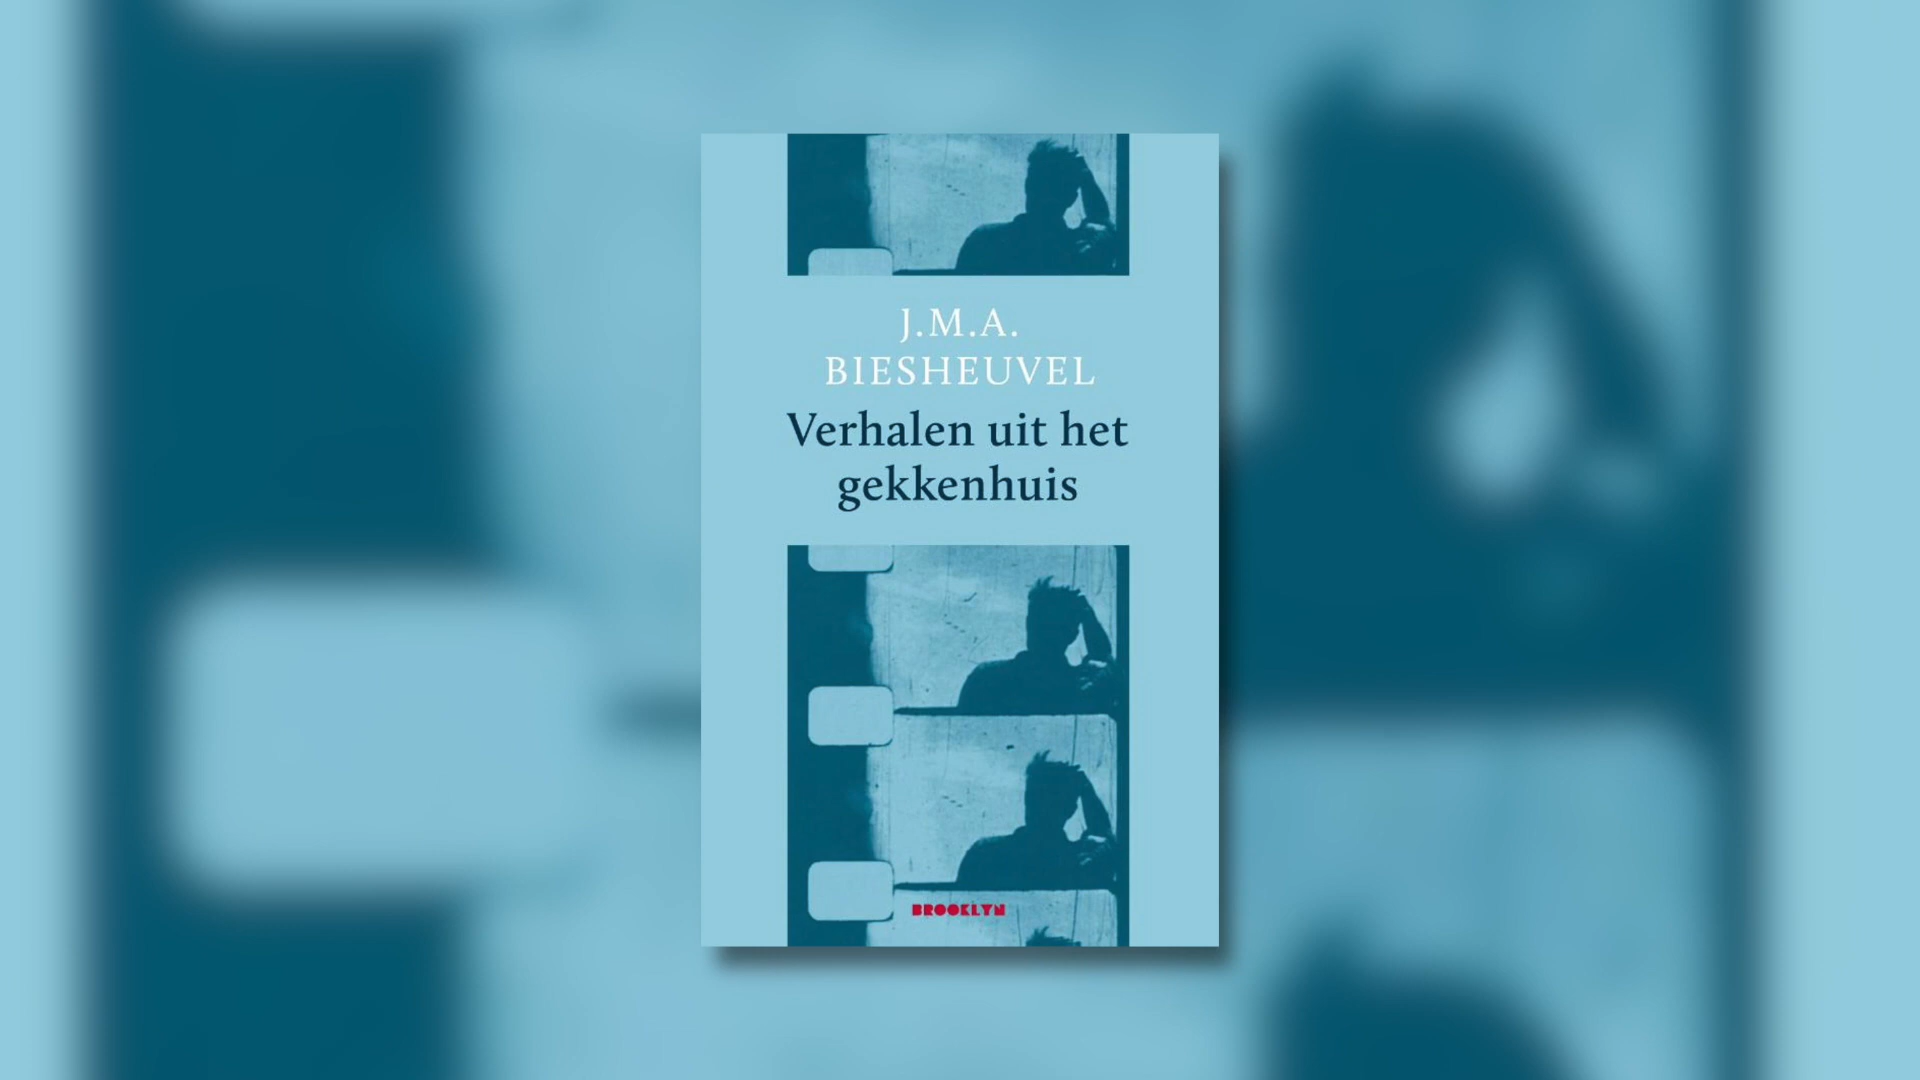 J.M.A.
BIESHEUVEL
Verhalen uit het
gekkenhuis
BROOKLYN